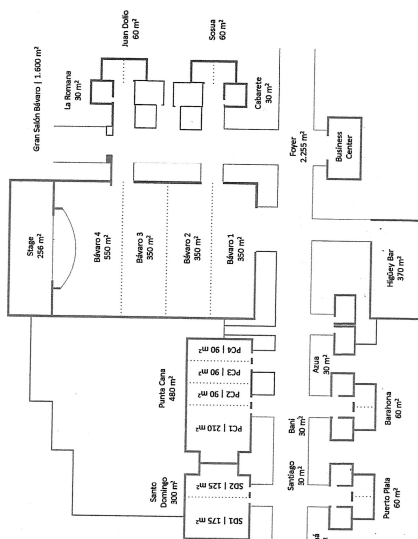 Gran Salón Bávaro | 1.600 m²
La Romana
30 m²
Juan Dolio
60 m²
Sosua
60 m²
Cabarete
30 m²
Stage
256 m²
Bávaro 4
550 m²
Bávaro 3
350 m²
Bávaro 2
350 m²
Bávaro 1
350 m²
Foyer
2.255 m²
Business
Center
Higüey Bar
370 m²
Punta Cana
480 m²
PC4 | 90 m²
PC3 | 90 m²
PC2 | 90 m²
PC1 | 210 m²
Azua
30 m²
Bani
30 m²
Barahona
60 m²
Santo
Domingo
300 m²
SD2 | 125 m²
SD1 | 175 m²
Santiago
30 m²
Puerto Plata
60 m²